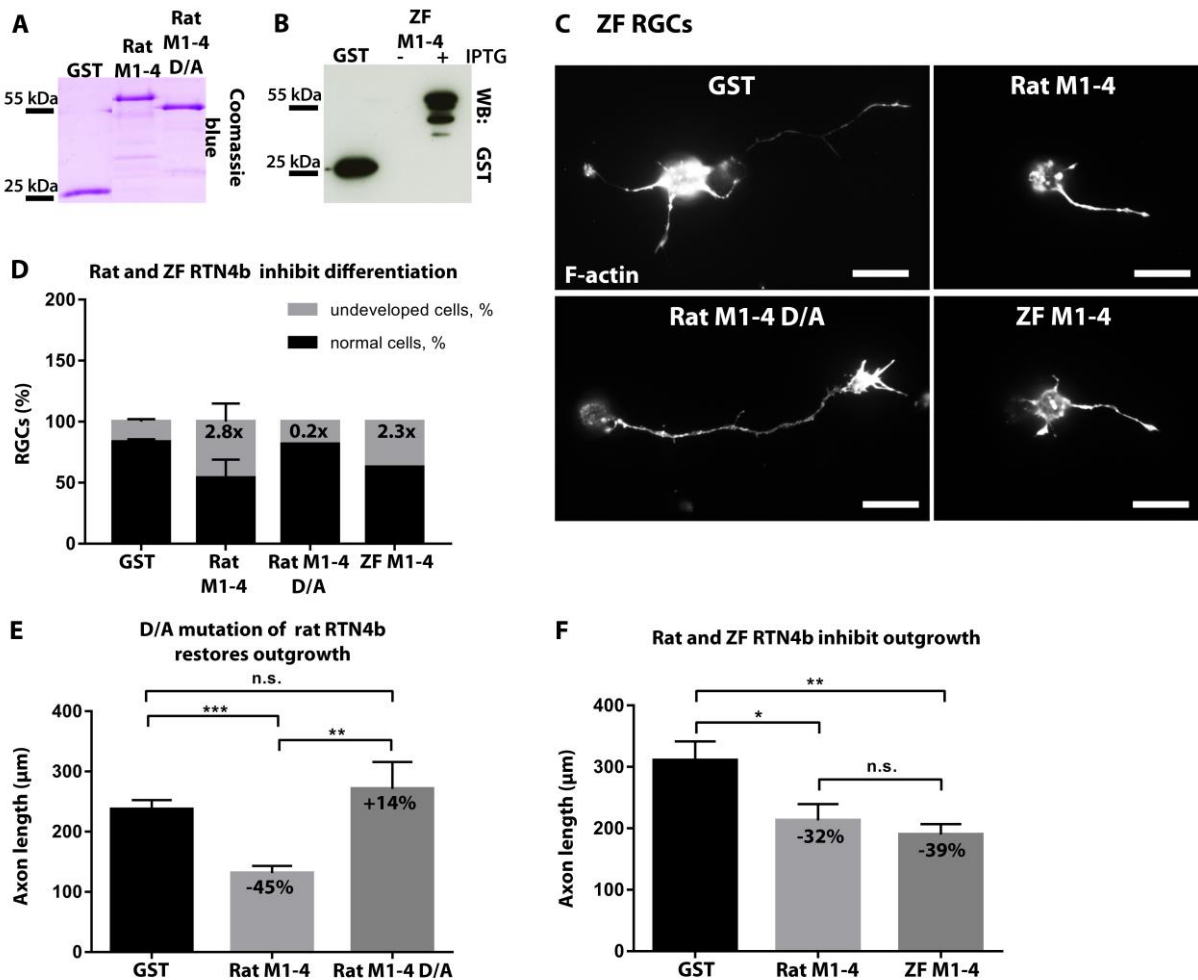 A
GST
Rat
M1-4
Rat
M1-4
D/A
55 kDa
25 kDa
Coomassie
blue
B
GST
ZF
M1-4
- + IPTG
55 kDa
25 kDa
WB:
GST
C ZF RGCs
GST
F-actin
Rat M1-4
Rat M1-4 D/A
ZF M1-4
D Rat and ZF RTN4b inhibit differentiation
undeveloped cells, %
normal cells, %
RGCs (%)
200
150
100
50
0
2.8x
0.2x
2.3x
GST
Rat
M1-4
Rat M1-4
D/A
ZF M1-4
E D/A mutation of rat RTN4b
restores outgrowth
n.s.
***
**
Axon length (µm)
400
300
200
100
0
-45%
+14%
GST
Rat M1-4
Rat M1-4 D/A
F Rat and ZF RTN4b inhibit outgrowth
**
*
n.s.
Axon length (µm)
400
300
200
100
0
-32%
-39%
GST
Rat M1-4
ZF M1-4